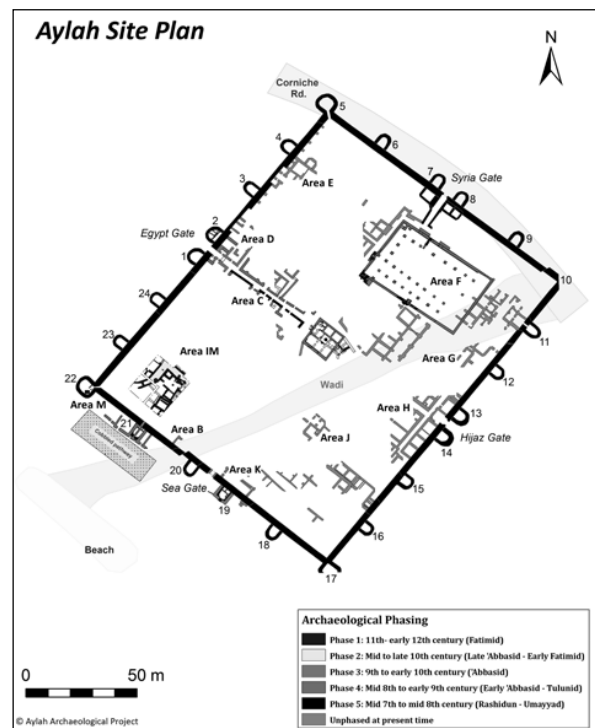 Aylah Site Plan
N
Corniche
Rd.
5
6
4
7
Syria Gate
8
3
Area E
9
2
Egypt Gate
Area D
10
1
Area F
Area C
24
11
23
Area G
Area IM
12
22
Wadi
Area M
13
Area H
21
Area B
14
Hijaz Gate
Area J
20
Area K
15
Sea Gate
19
16
18
Beach
17
Archaeological Phasing
Phase 1: 11th- early 12th century (Fatimid)
Phase 2: Mid to late 10th century (Late 'Abbasid - Early Fatimid)
Phase 3: 9th to early 10th century ('Abbasid)
Phase 4: Mid 8th to early 9th century (Early 'Abbasid - Tulunid)
Phase 5: Mid 7th to mid 8th century (Rashidun - Umayyad)
Unphased at present time
0 50 m
© Aylah Archaeological Project